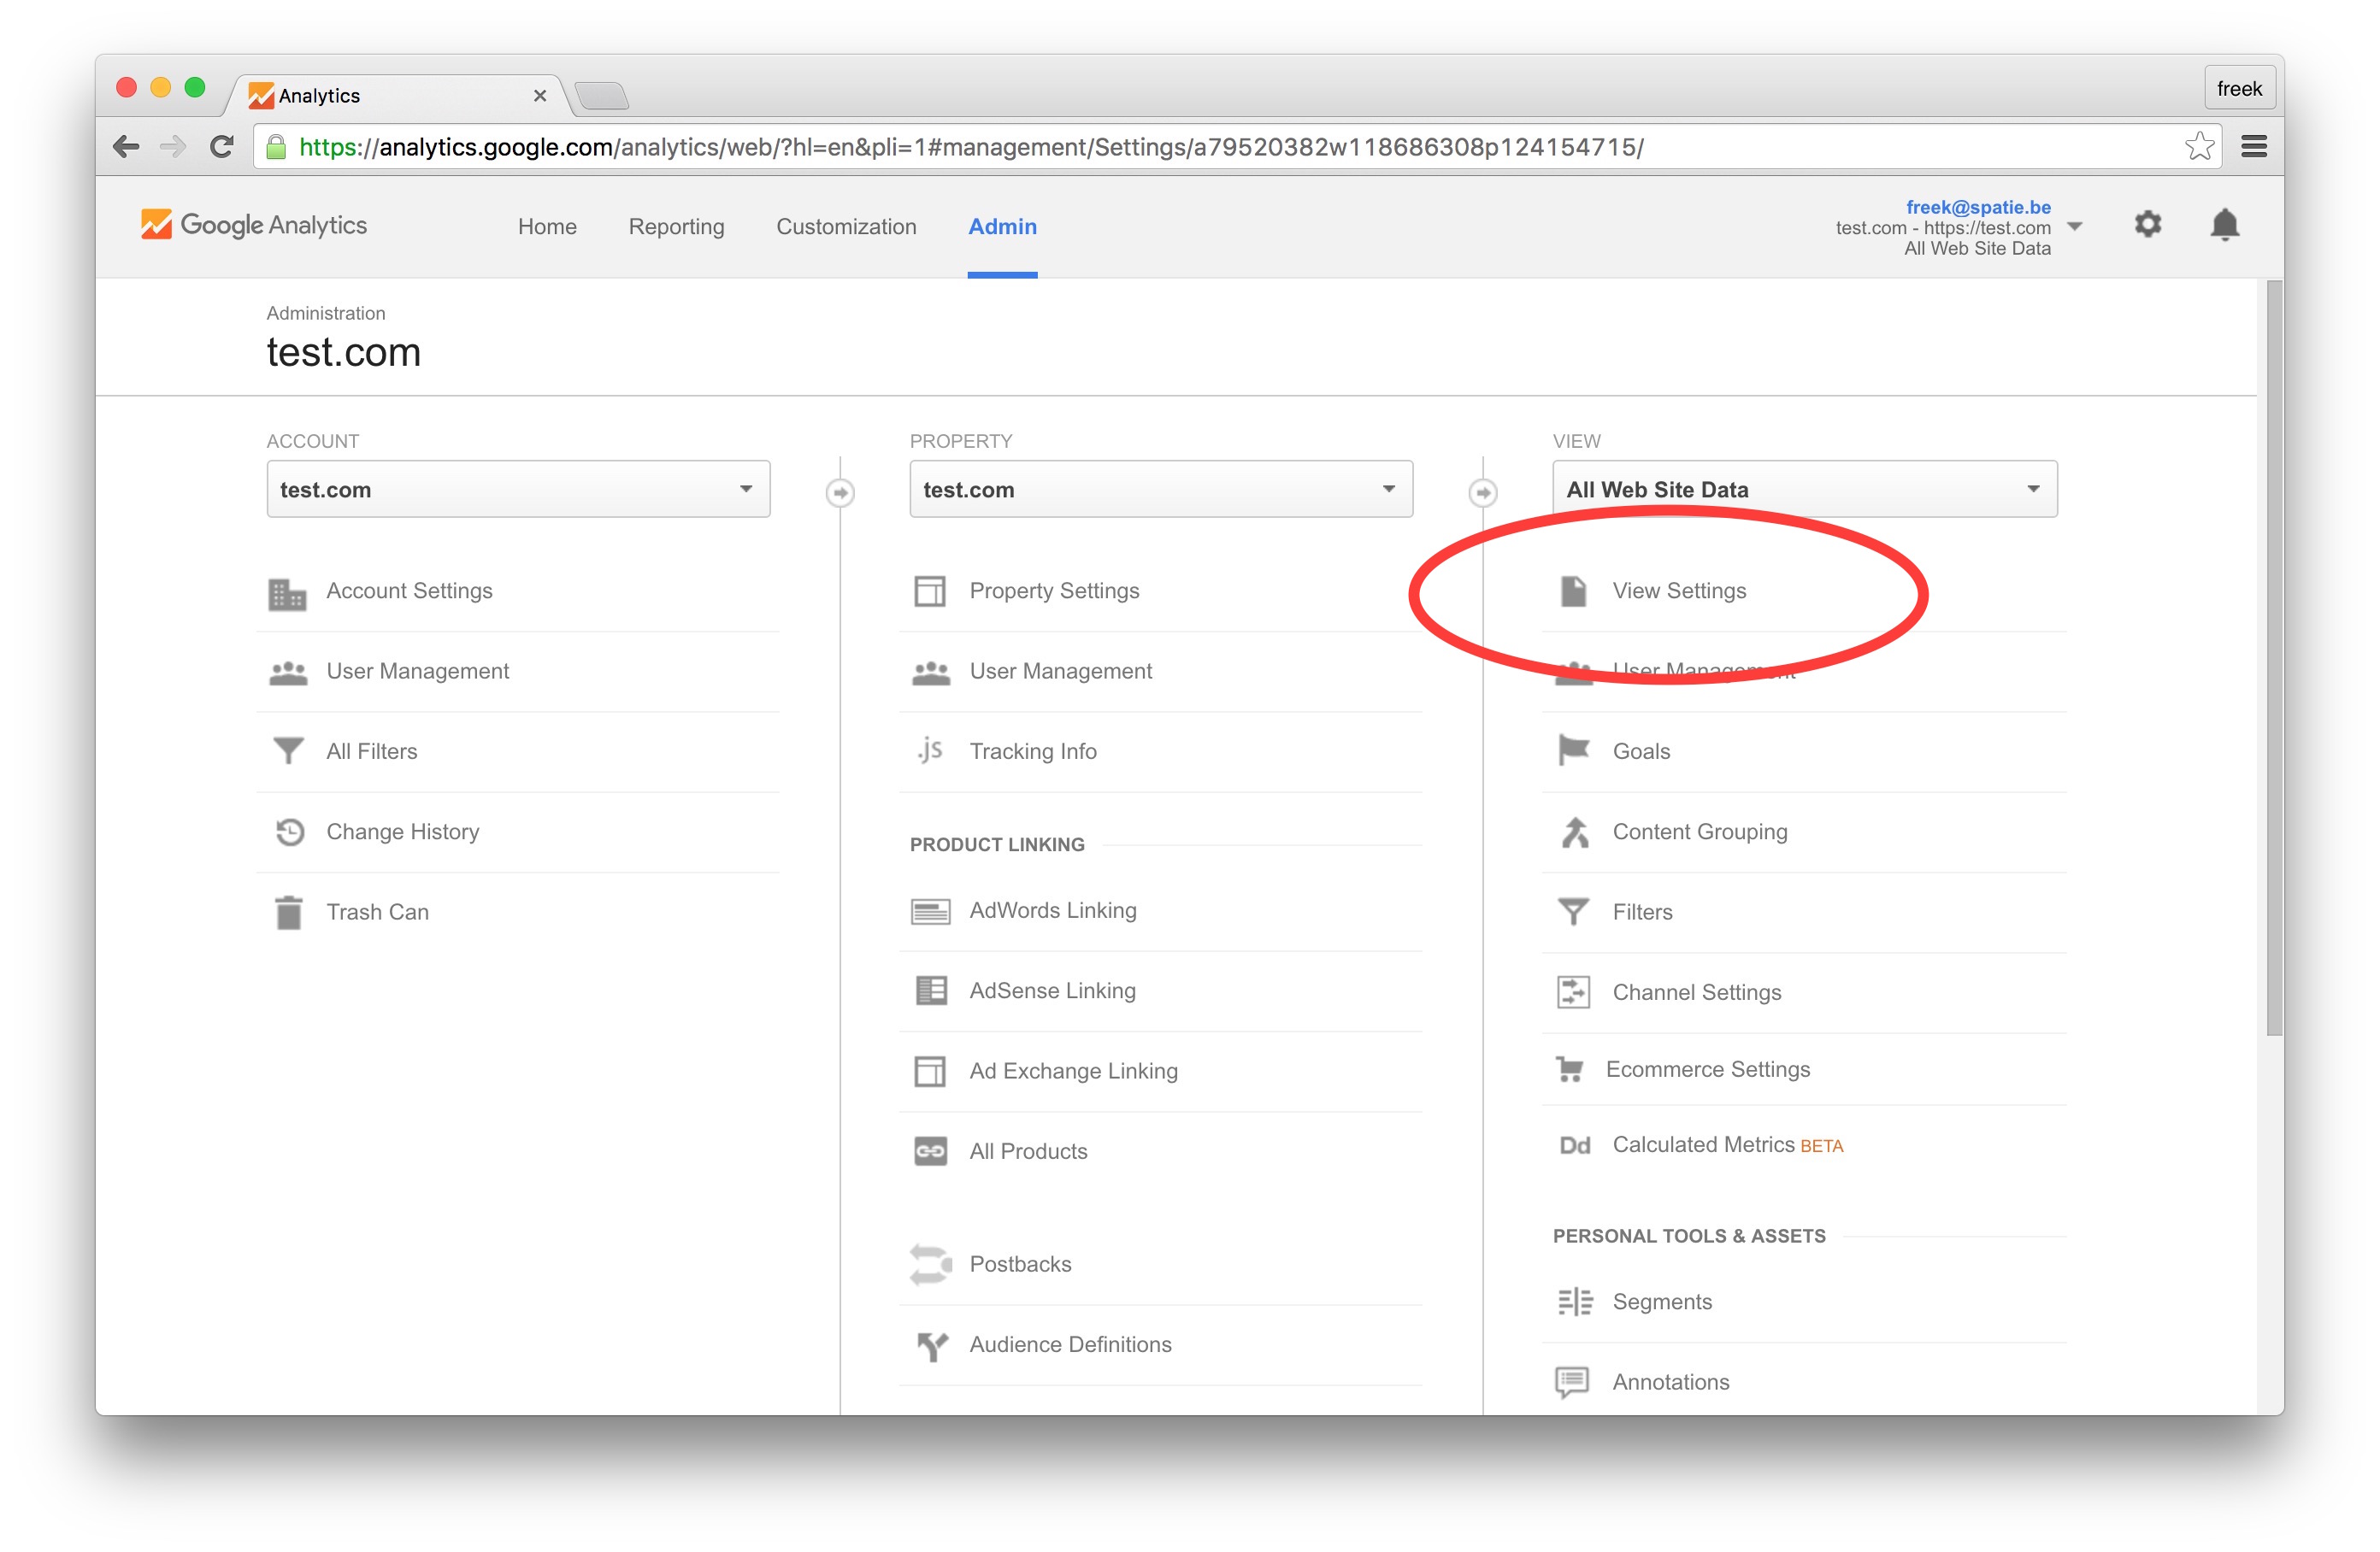 Analytics
freek
https://analytics.google.com/analytics/web/?hl=en&pli=1#management/Settings/a79520382w118686308p124154715/
Google Analytics
Home
Reporting
Customization
Admin
freek@spatie.be
test.com - https://test.com
All Web Site Data
Administration
test.com
ACCOUNT
test.com
Account Settings
User Management
All Filters
Change History
Trash Can
PROPERTY
test.com
Property Settings
User Management
.js Tracking Info
PRODUCT LINKING
AdWords Linking
AdSense Linking
Ad Exchange Linking
All Products
Postbacks
Audience Definitions
VIEW
All Web Site Data
View Settings
User Management
Goals
Content Grouping
Filters
Channel Settings
Ecommerce Settings
Dd Calculated Metrics BETA
PERSONAL TOOLS & ASSETS
Segments
Annotations